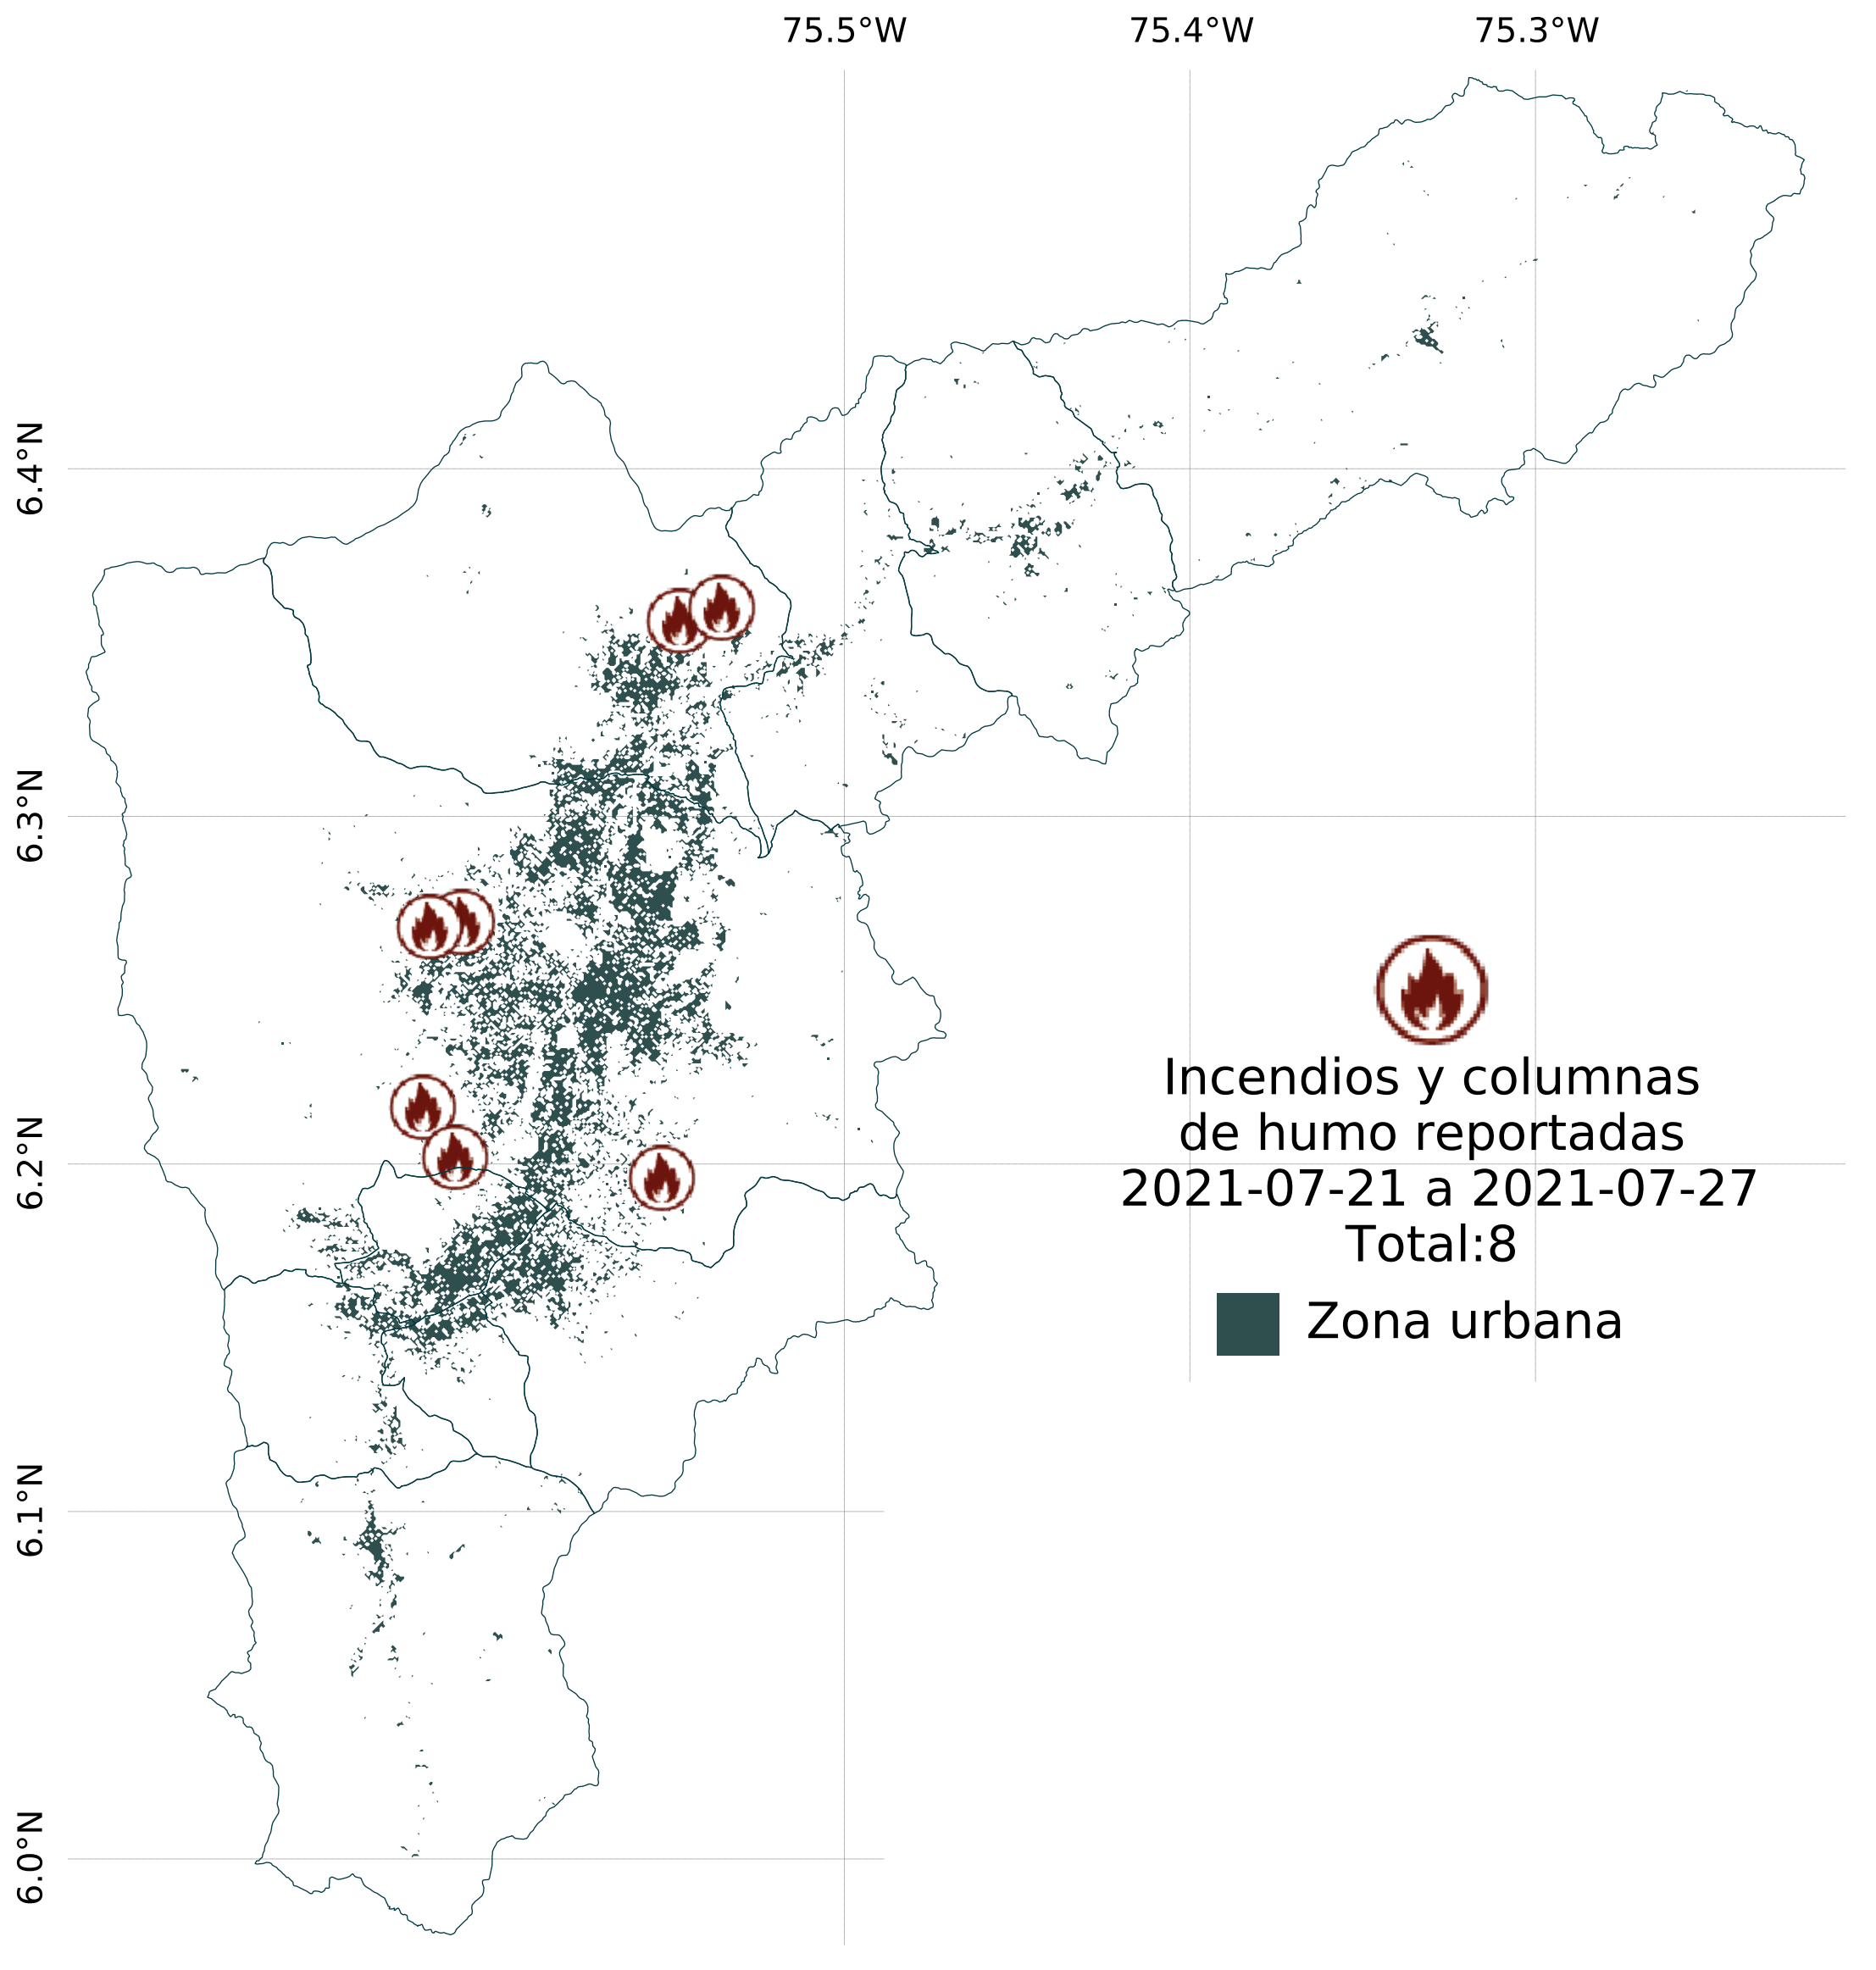 75.5°W 75.4°W 75.3°W
6.4°N
6.3°N
6.2°N
6.1°N
6.0°N
Incendios y columnas
de humo reportadas
2021-07-21 a 2021-07-27
Total:8
Zona urbana